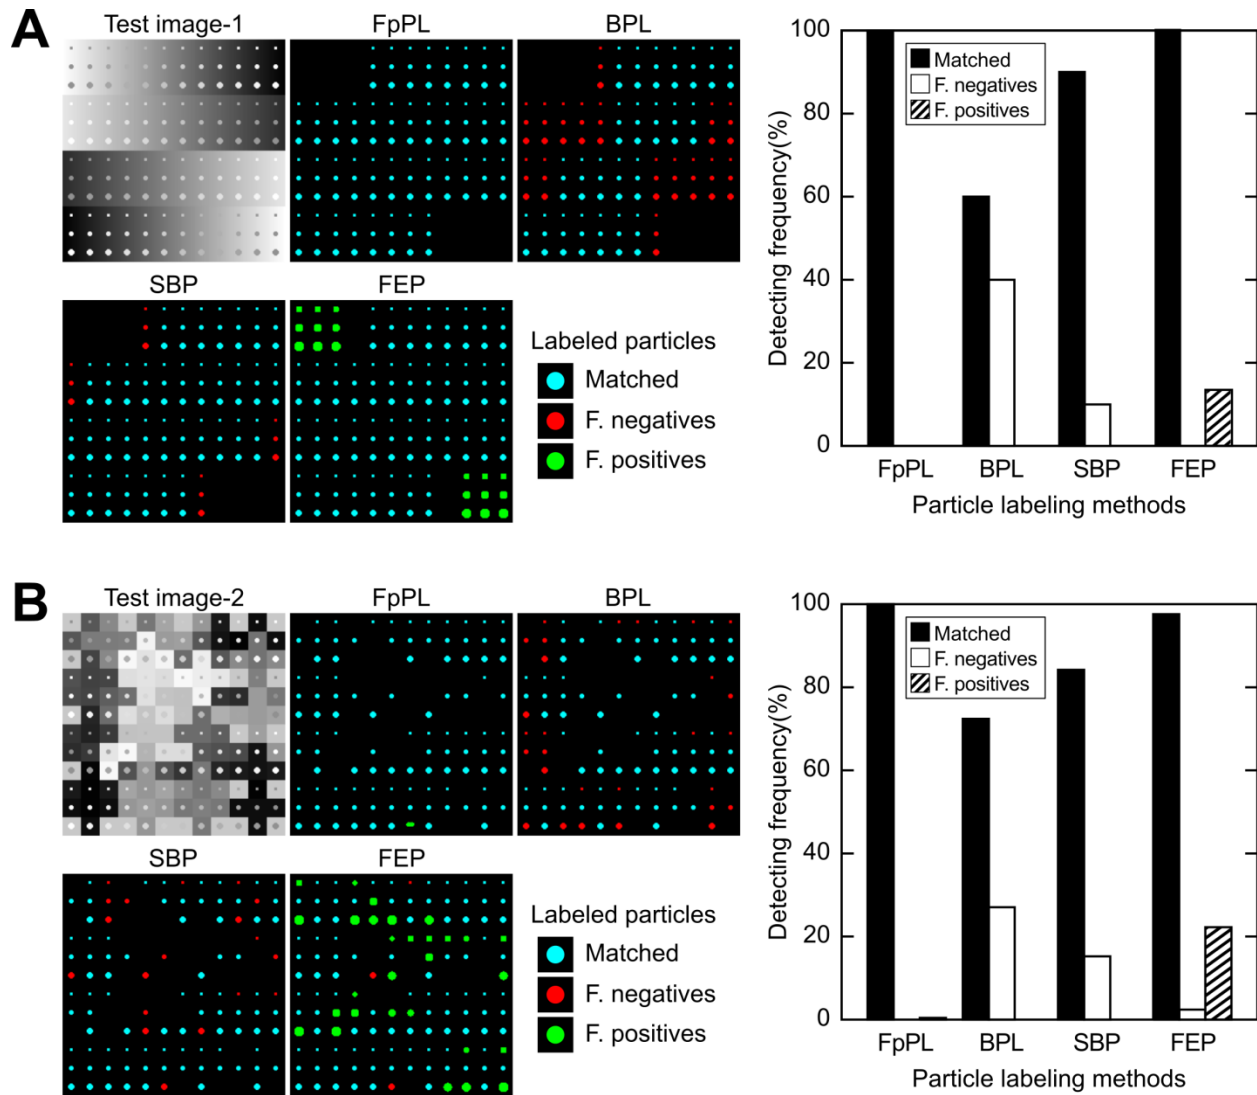 A
Test image-1
FpPL
BPL
SBP
FEP
Labeled particles
Matched
F. negatives
F. positives
100
80
60
40
20
0
Detecting frequency(%)
Matched
F. negatives
F. positives
FpPL
BPL
SBP
FEP
Particle labeling methods
B
Test image-2
FpPL
BPL
SBP
FEP
Labeled particles
Matched
F. negatives
F. positives
100
80
60
40
20
0
Detecting frequency(%)
Matched
F. negatives
F. positives
FpPL
BPL
SBP
FEP
Particle labeling methods